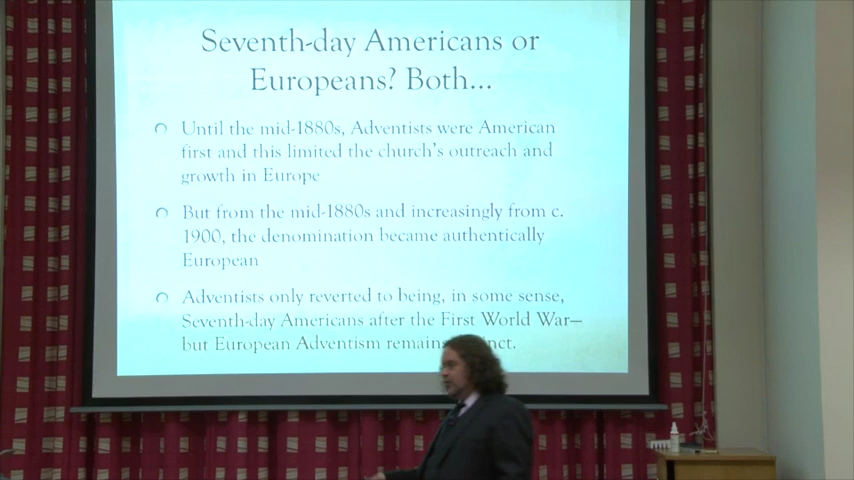 Seventh-day Americans or
Europeans? Both...
Until the mid-1880s, Adventists were American
first and this limited the church's outreach and
growth in Europe
But from the mid-1880s and increasingly from c.
1900, the denomination became authentically
European
Adventists only reverted to being, in some sense,
Seventh-day Americans after the First World War—
but European Adventism